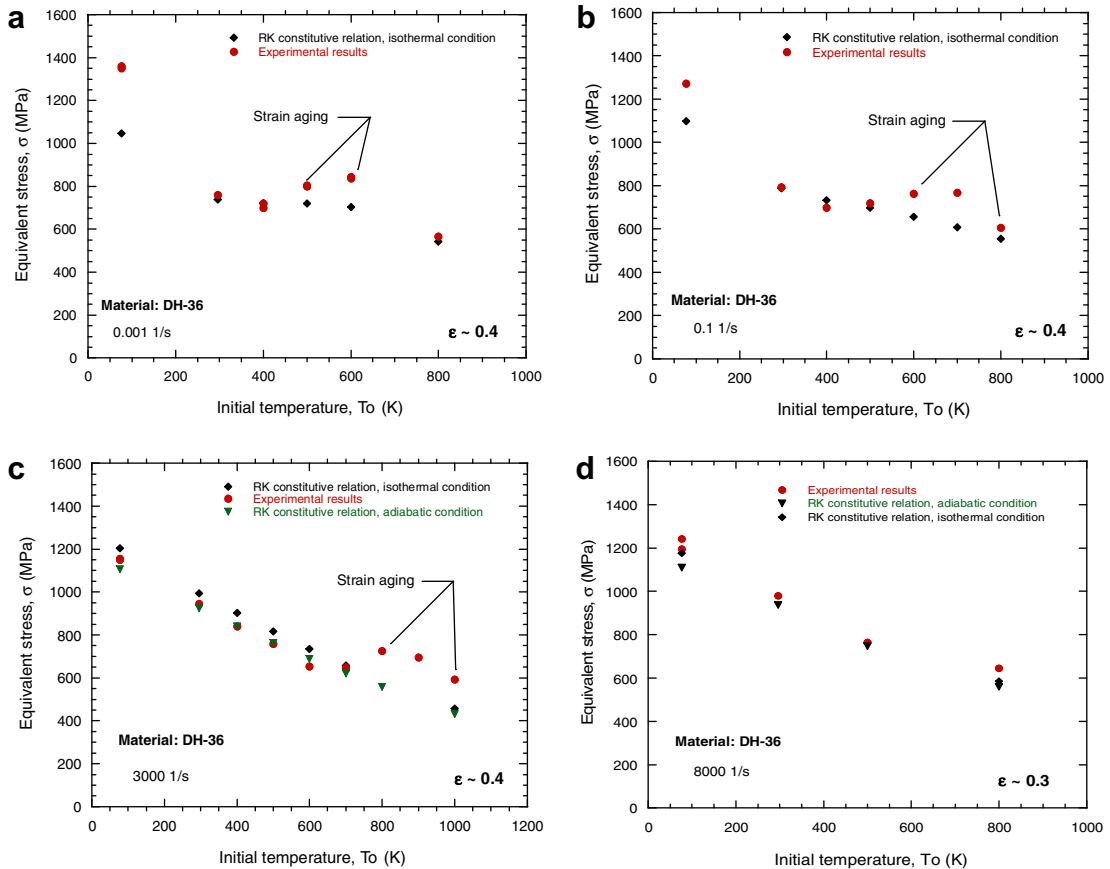 a
RK constitutive relation, isothermal condition
Experimental results
Strain aging
Material: DH-36
0.001 1/s
ε ~ 0.4
Equivalent stress, σ (MPa)
1600
1400
1200
1000
800
600
400
200
0
0 200 400 600 800 1000
Initial temperature, To (K)
b
RK constitutive relation, isothermal condition
Experimental results
Strain aging
Material: DH-36
0.1 1/s
ε ~ 0.4
Equivalent stress, σ (MPa)
1600
1400
1200
1000
800
600
400
200
0
0 200 400 600 800 1000
Initial temperature, To (K)
c
RK constitutive relation, isothermal condition
Experimental results
RK constitutive relation, adiabatic condition
Strain aging
Material: DH-36
3000 1/s
ε ~ 0.4
Equivalent stress, σ (MPa)
1600
1400
1200
1000
800
600
400
200
0
0 200 400 600 800 1000 1200
Initial temperature, To (K)
d
Experimental results
RK constitutive relation, adiabatic condition
RK constitutive relation, isothermal condition
Material: DH-36
8000 1/s
ε ~ 0.3
Equivalent stress, σ (MPa)
1600
1400
1200
1000
800
600
400
200
0
0 200 400 600 800 1000
Initial temperature, To (K)